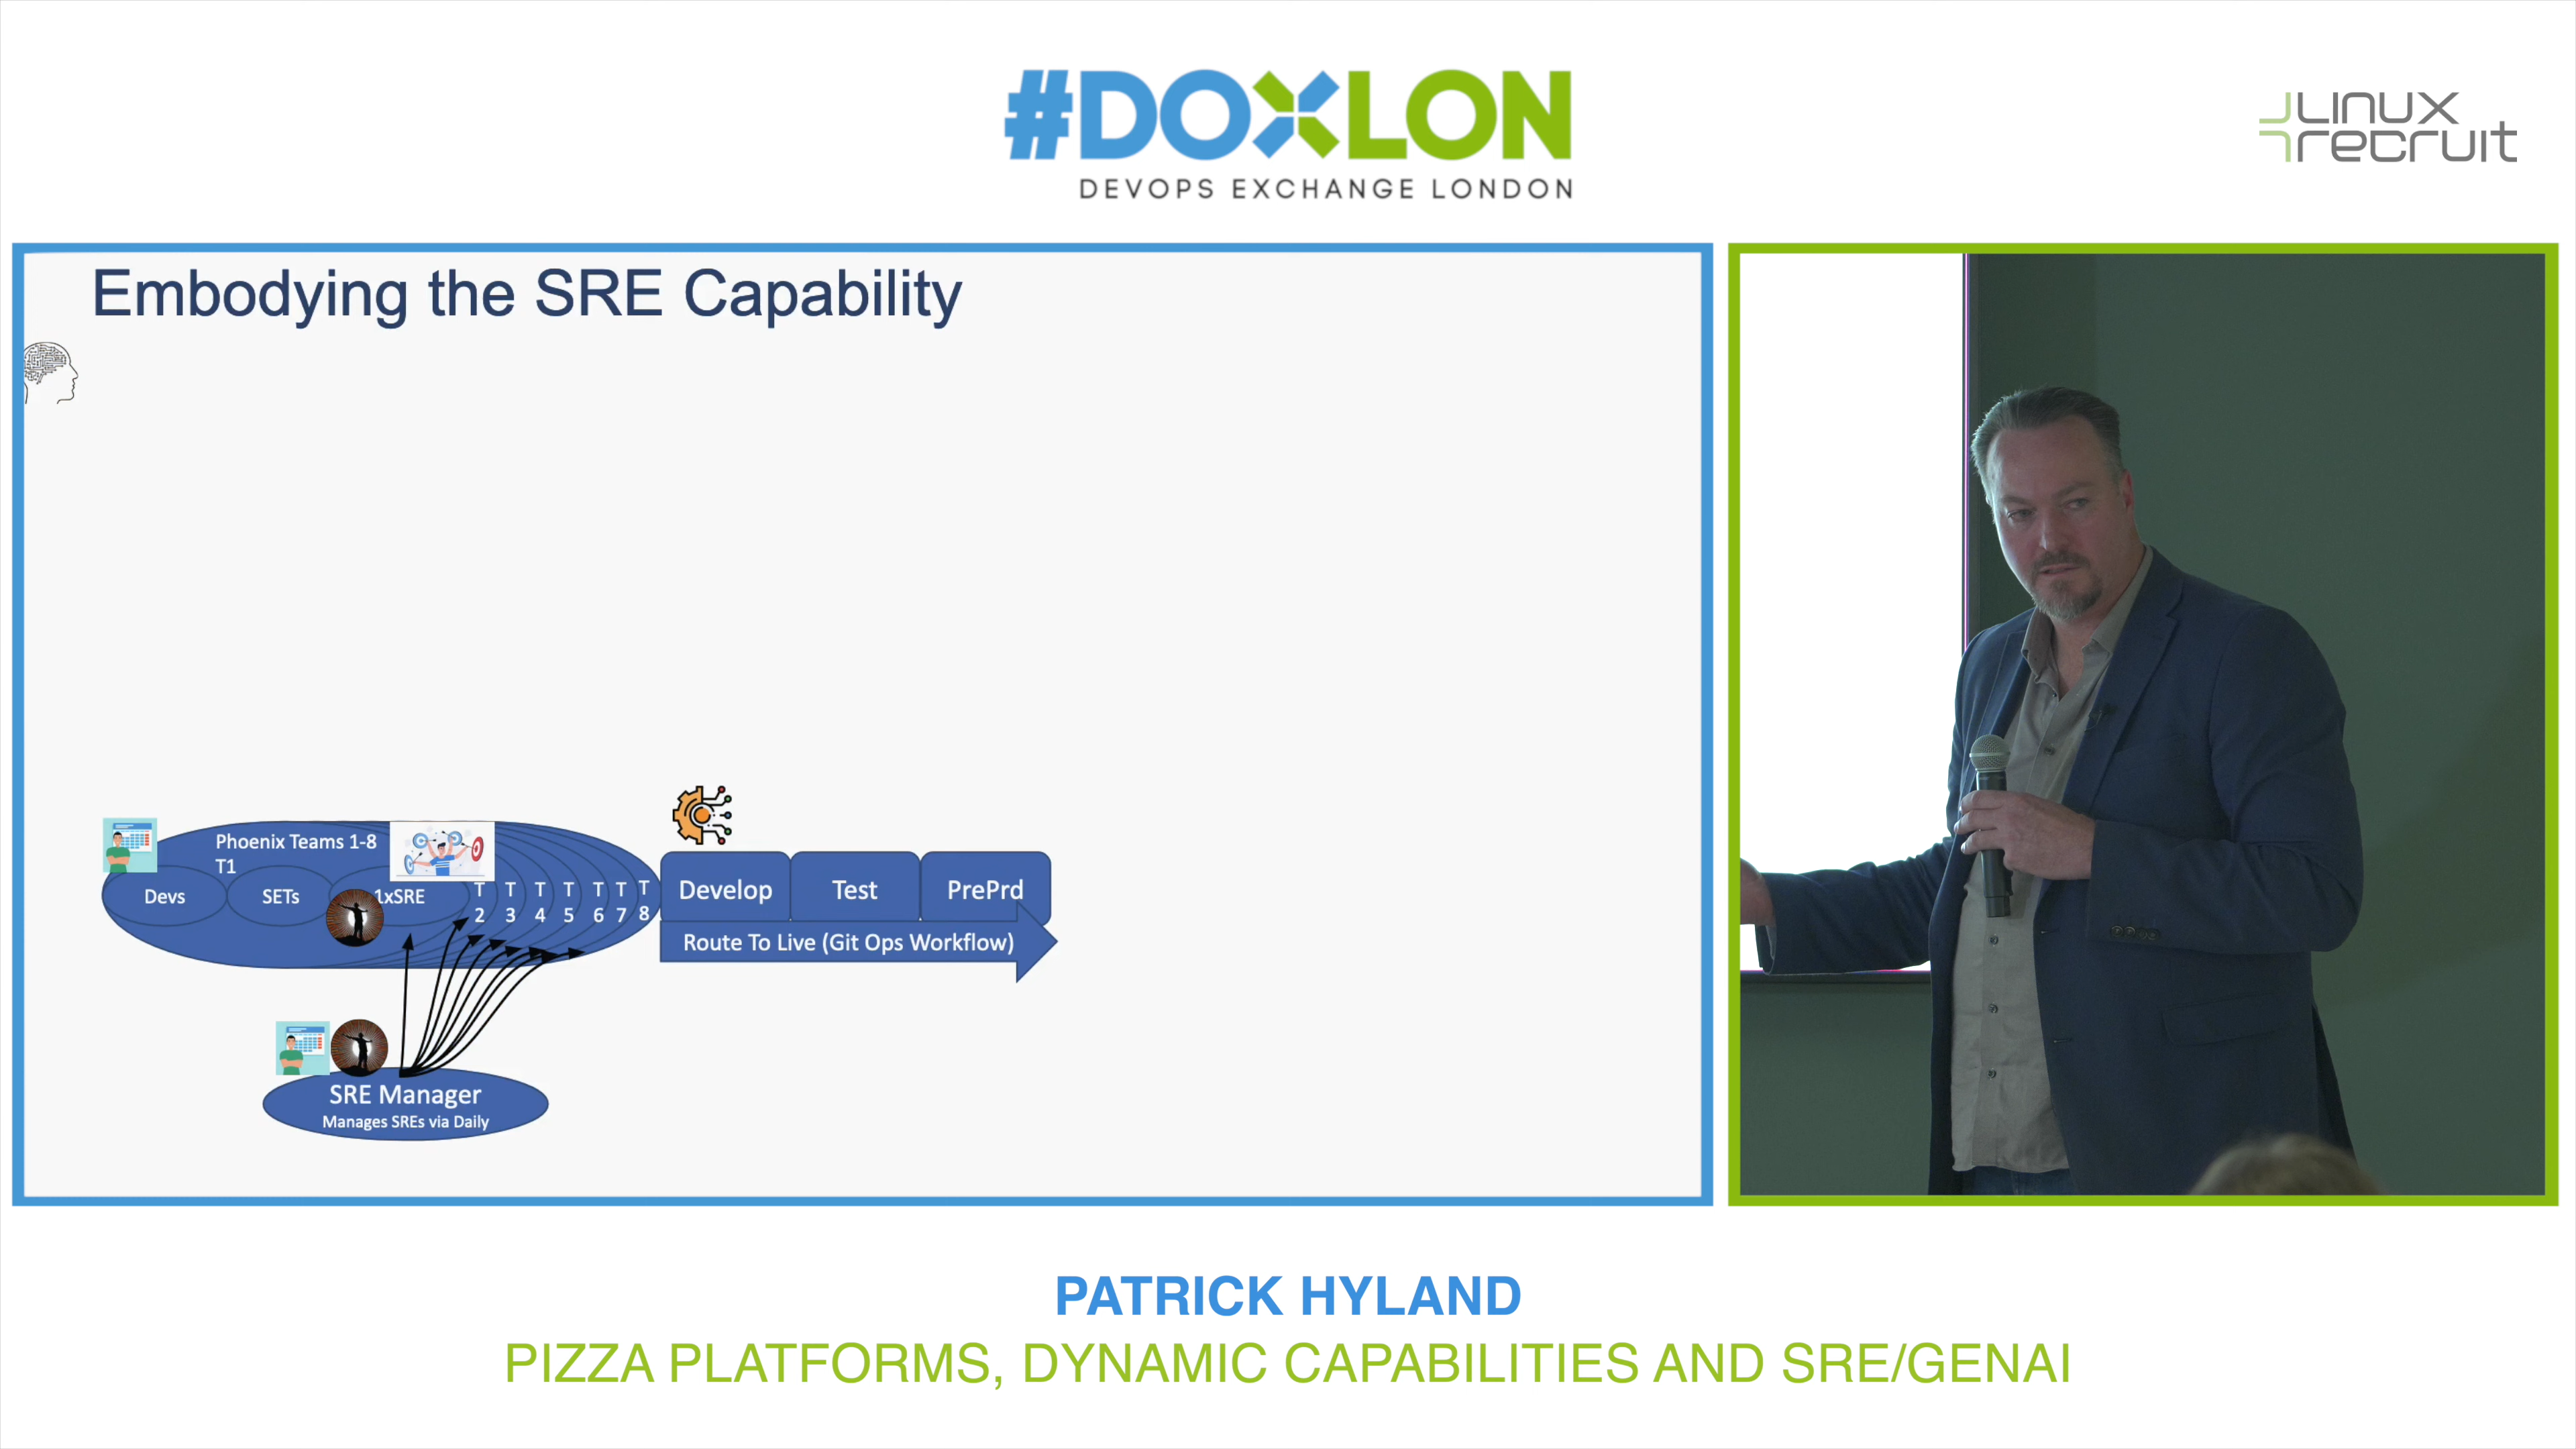 #DOXLON
DEVOPS EXCHANGE LONDON
LINUX
recruit
Embodying the SRE Capability
Phoenix Teams 1-8
T1
Devs
SETs
1xSRE
T 2
T 3
T 4
T 5
T 6
T 7
T 8
Develop
Test
PrePrd
Route To Live (Git Ops Workflow)
SRE Manager
Manages SREs via Daily
PATRICK HYLAND
PIZZA PLATFORMS, DYNAMIC CAPABILITIES AND SRE/GENAI